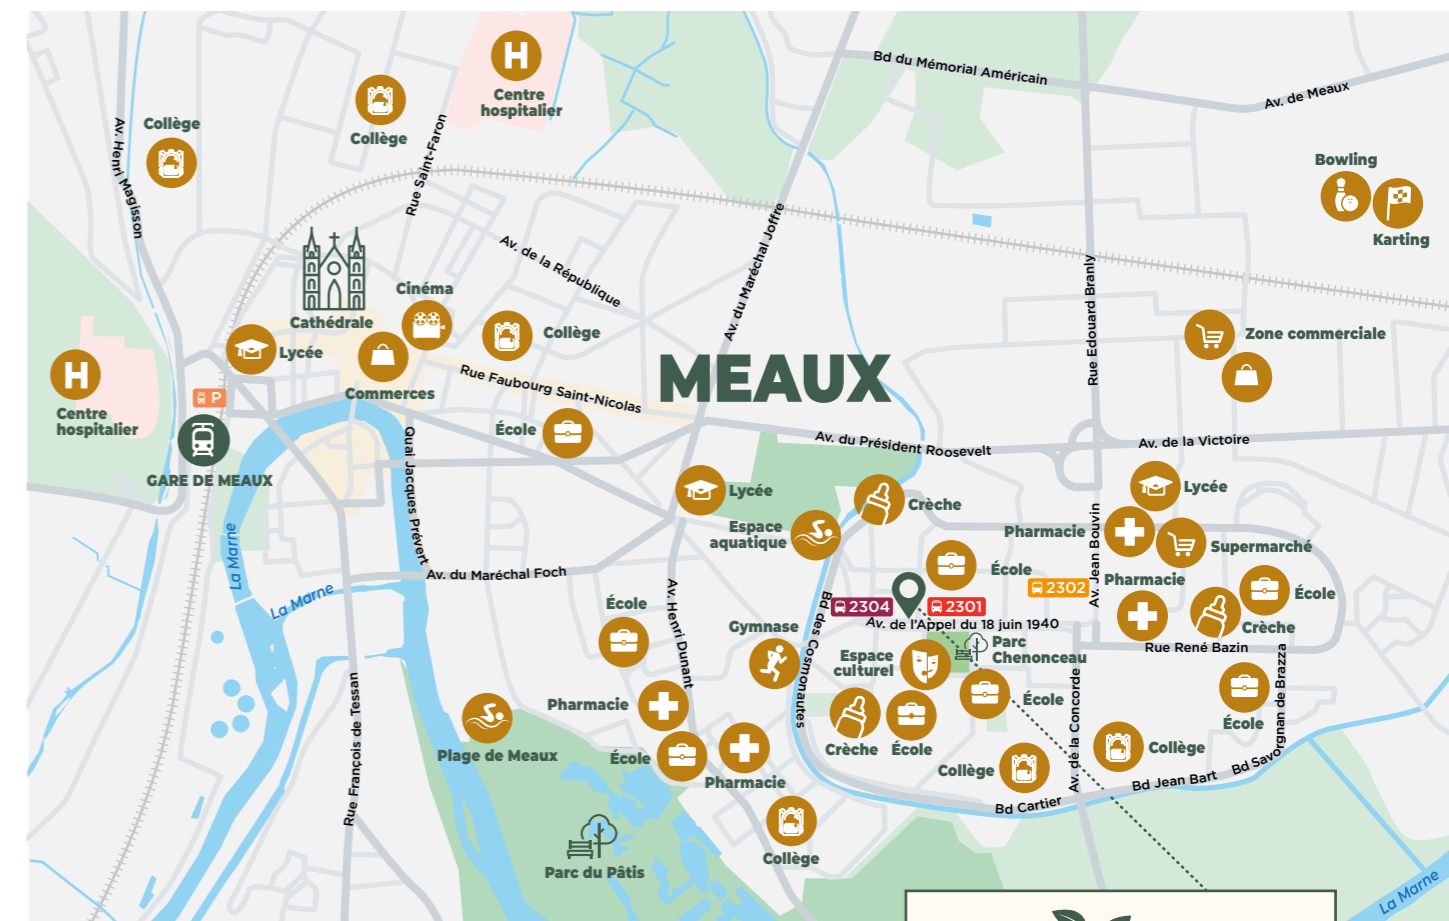 H
Centre
hospitalier
Bd du Mémorial Américain
Av. de Meaux
Collège
Collège
Av. Henri Magisson
Rue Saint-Faron
Bowling
Karting
Av. de la République
Av. du Maréchal Joffre
Rue Edouard Branly
Cathédrale
Cinéma
Collège
Lycée
Commerces
Zone commerciale
MEAUX
H
Centre
hospitalier
P
GARE DE MEAUX
Rue Faubourg Saint-Nicolas
École
Quai Jacques Prévert
Av. du Président Roosevelt
Av. de la Victoire
Lycée
Crèche
Lycée
Espace
aquatique
Pharmacie
Supermarché
Av. Jean Bouvin
La Marne
La Marne
Av. du Maréchal Foch
École
2302
Pharmacie
École
Crèche
2304
2301
Av. de l'Appel du 18 juin 1940
École
Av. Henri Dunant
Gymnase
Bd des Cosmonautes
Espace
culturel
Parc
Chenonceau
Rue René Bazin
Pharmacie
École
École
Bd Savorgnan de Brazza
Rue François de Tessan
Plage de Meaux
École
Pharmacie
Crèche
École
Collège
Av. de la Concorde
Collège
Bd Jean Bart
Bd Cartier
Collège
Parc du Pâtis
La Marne